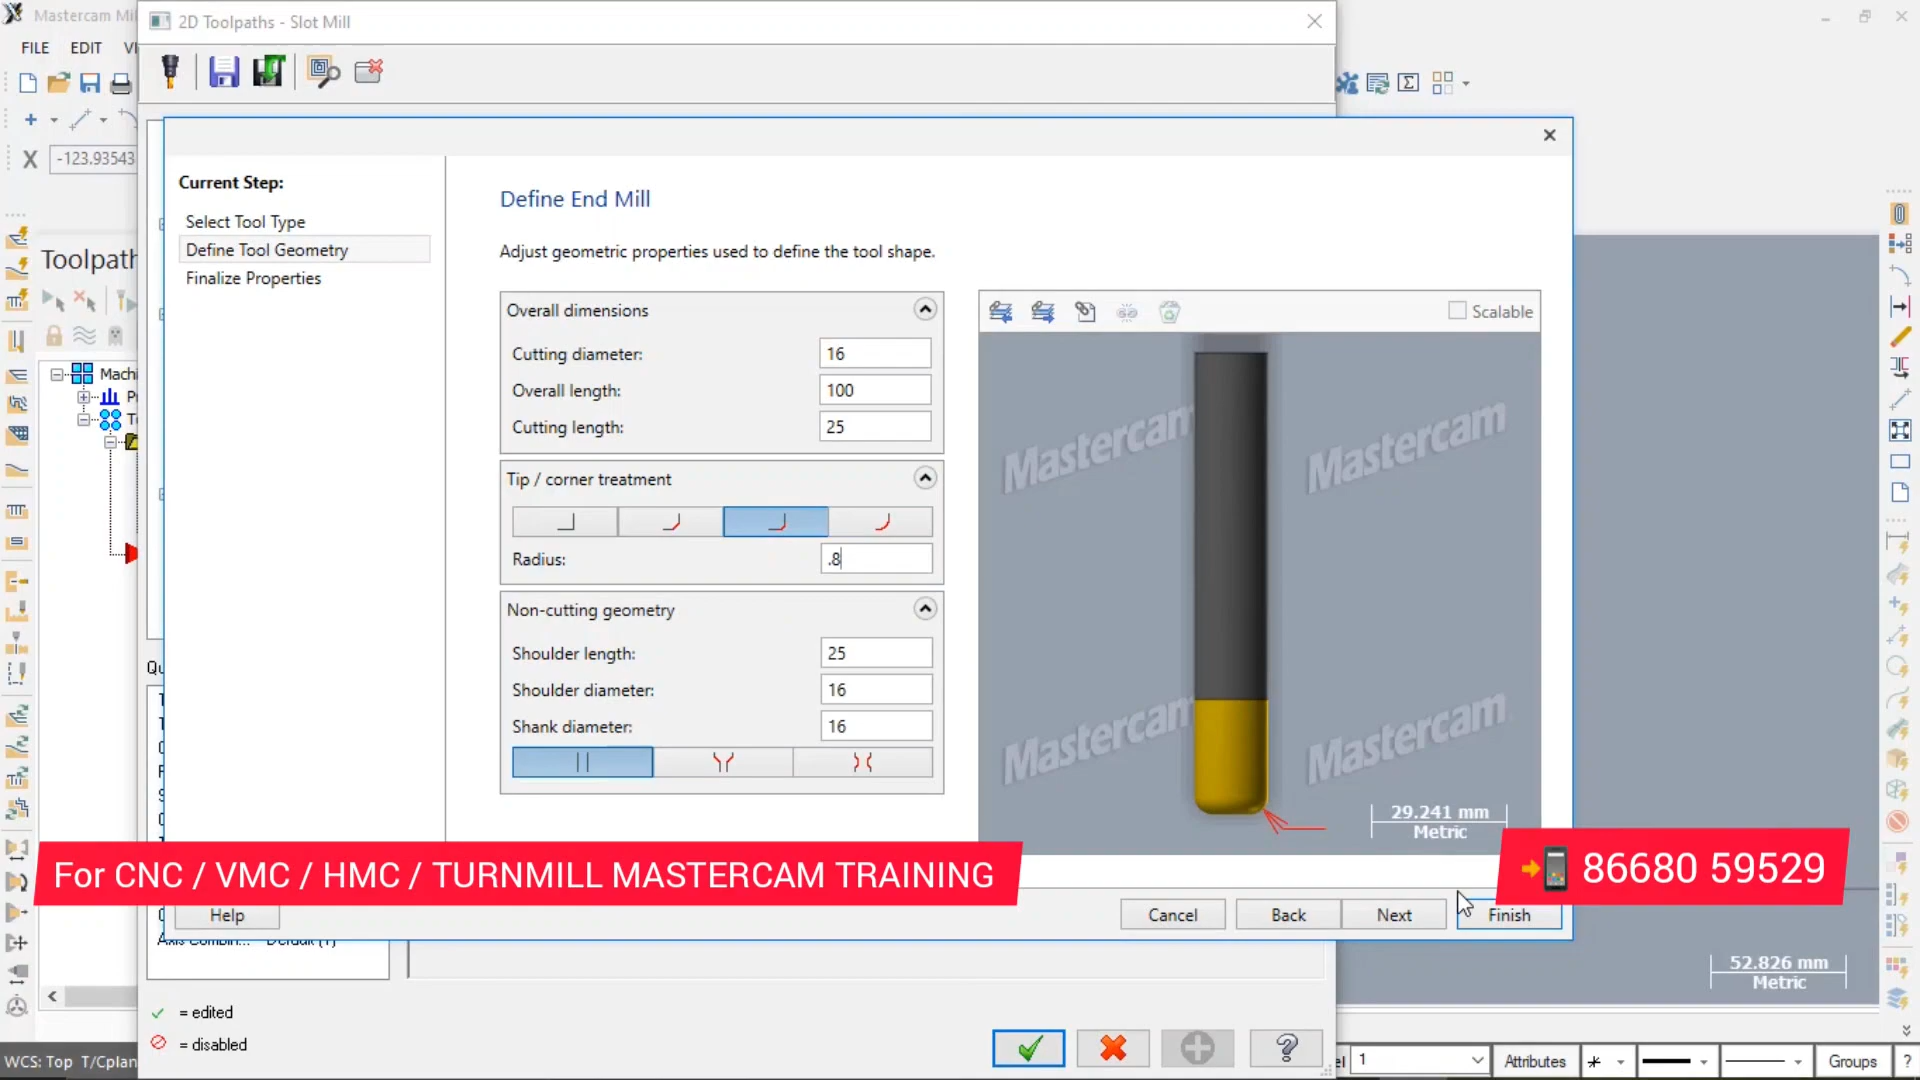 Mastercam Mil
2D Toolpaths - Slot Mill
FILE EDIT VI
X -123.93543
Toolpath
Machi
P
T
Current Step:
Select Tool Type
Define Tool Geometry
Finalize Properties
Define End Mill
Adjust geometric properties used to define the tool shape.
Overall dimensions
Cutting diameter: 16
Overall length: 100
Cutting length: 25
Tip / corner treatment
Radius: .8
Non-cutting geometry
Shoulder length: 25
Shoulder diameter: 16
Shank diameter: 16
Scalable
Mastercam Mastercam
Mastercam Mastercam
29.241 mm
Metric
Qu
For CNC / VMC / HMC / TURNMILL MASTERCAM TRAINING
86680 59529
Help Cancel Back Next Finish
52.826 mm
Metric
= edited
= disabled
WCS: Top T/Cplan
el 1 Attributes Groups ?